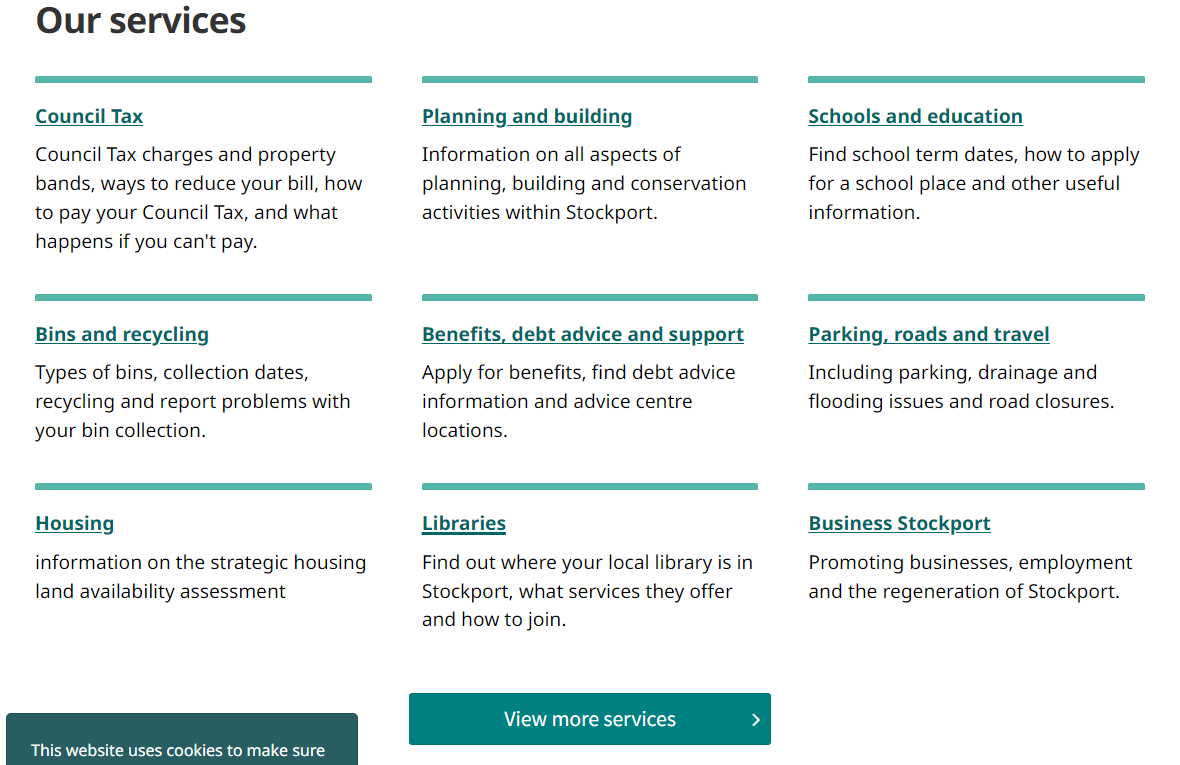 Our services
Council Tax
Council Tax charges and property
bands, ways to reduce your bill, how
to pay your Council Tax, and what
happens if you can't pay.
Planning and building
Information on all aspects of
planning, building and conservation
activities within Stockport.
Schools and education
Find school term dates, how to apply
for a school place and other useful
information.
Bins and recycling
Types of bins, collection dates,
recycling and report problems with
your bin collection.
Benefits, debt advice and support
Apply for benefits, find debt advice
information and advice centre
locations.
Parking, roads and travel
Including parking, drainage and
flooding issues and road closures.
Housing
information on the strategic housing
land availability assessment
Libraries
Find out where your local library is in
Stockport, what services they offer
and how to join.
Business Stockport
Promoting businesses, employment
and the regeneration of Stockport.
View more services
This website uses cookies to make sure